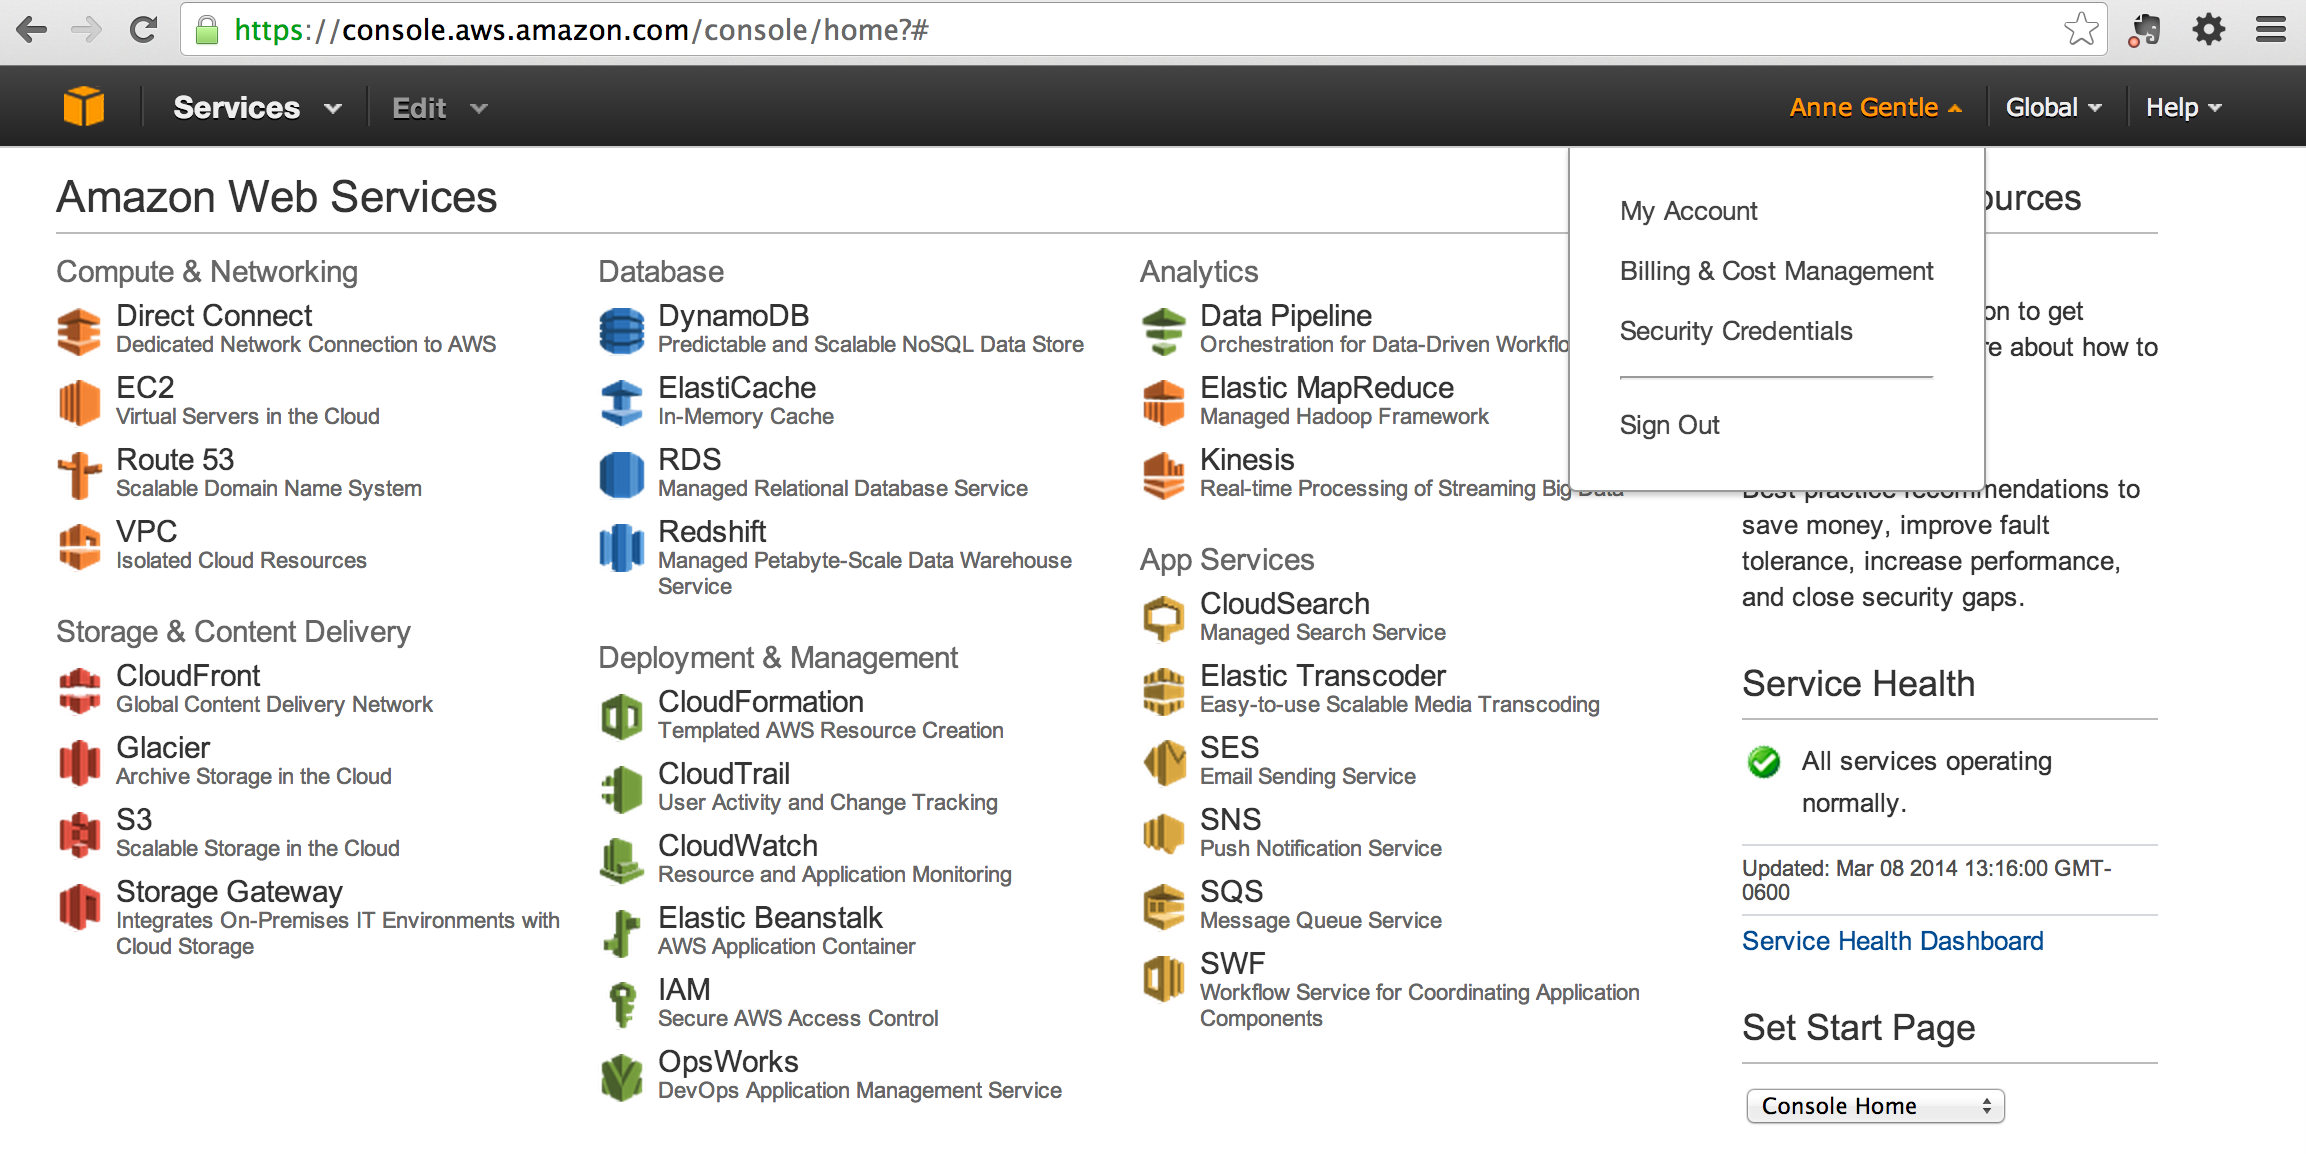 https://console.aws.amazon.com/console/home?#
Services Edit Anne Gentle Global Help
My Account
Billing & Cost Management
Security Credentials
Sign Out
Amazon Web Services
Compute & Networking
Direct Connect
Dedicated Network Connection to AWS
EC2
Virtual Servers in the Cloud
Route 53
Scalable Domain Name System
VPC
Isolated Cloud Resources
Storage & Content Delivery
CloudFront
Global Content Delivery Network
Glacier
Archive Storage in the Cloud
S3
Scalable Storage in the Cloud
Storage Gateway
Integrates On-Premises IT Environments with
Cloud Storage
Database
DynamoDB
Predictable and Scalable NoSQL Data Store
ElastiCache
In-Memory Cache
RDS
Managed Relational Database Service
Redshift
Managed Petabyte-Scale Data Warehouse
Service
Deployment & Management
CloudFormation
Templated AWS Resource Creation
CloudTrail
User Activity and Change Tracking
CloudWatch
Resource and Application Monitoring
Elastic Beanstalk
AWS Application Container
IAM
Secure AWS Access Control
OpsWorks
DevOps Application Management Service
Analytics
Data Pipeline
Orchestration for Data-Driven Workflo
Elastic MapReduce
Managed Hadoop Framework
Kinesis
Real-time Processing of Streaming Big Data
App Services
CloudSearch
Managed Search Service
Elastic Transcoder
Easy-to-use Scalable Media Transcoding
SES
Email Sending Service
SNS
Push Notification Service
SQS
Message Queue Service
SWF
Workflow Service for Coordinating Application
Components
ources
on to get
e about how to
Best practice recommendations to
save money, improve fault
tolerance, increase performance,
and close security gaps.
Service Health
All services operating
normally.
Updated: Mar 08 2014 13:16:00 GMT-
0600
Service Health Dashboard
Set Start Page
Console Home